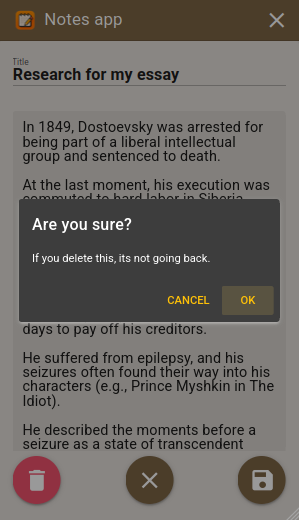 Notes app
Title
Research for my essay
In 1849, Dostoevsky was arrested for
being part of a liberal intellectual
group and sentenced to death.
At the last moment, his execution was
commuted to hard labor in Siberia
Are you sure?
If you delete this, its not going back.
CANCEL OK
days to pay off his creditors.
He suffered from epilepsy, and his
seizures often found their way into his
characters (e.g., Prince Myshkin in The
Idiot).
He described the moments before a
seizure as a state of transcendent